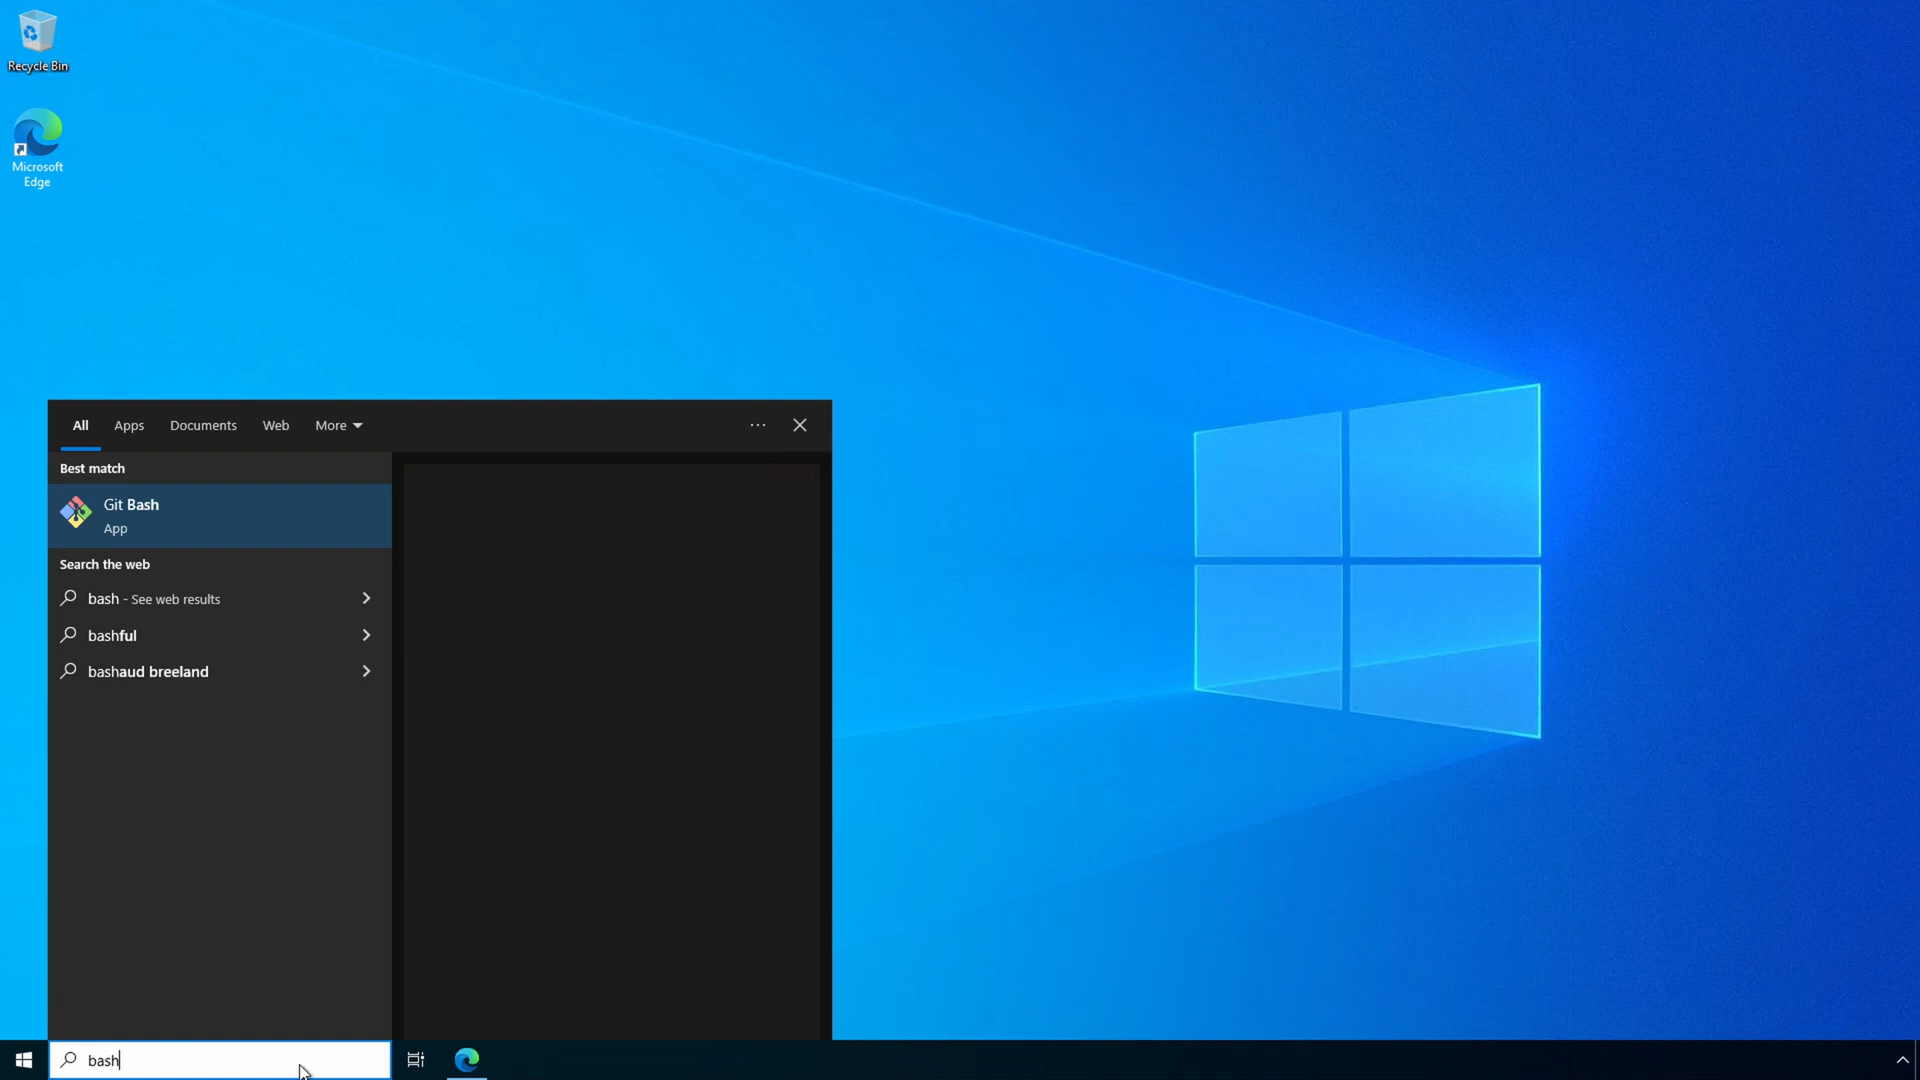 Recycle Bin
Microsoft
Edge
All Apps Documents Web More
Best match
Git Bash
App
Search the web
bash - See web results
bashful
bashaud breeland
bash